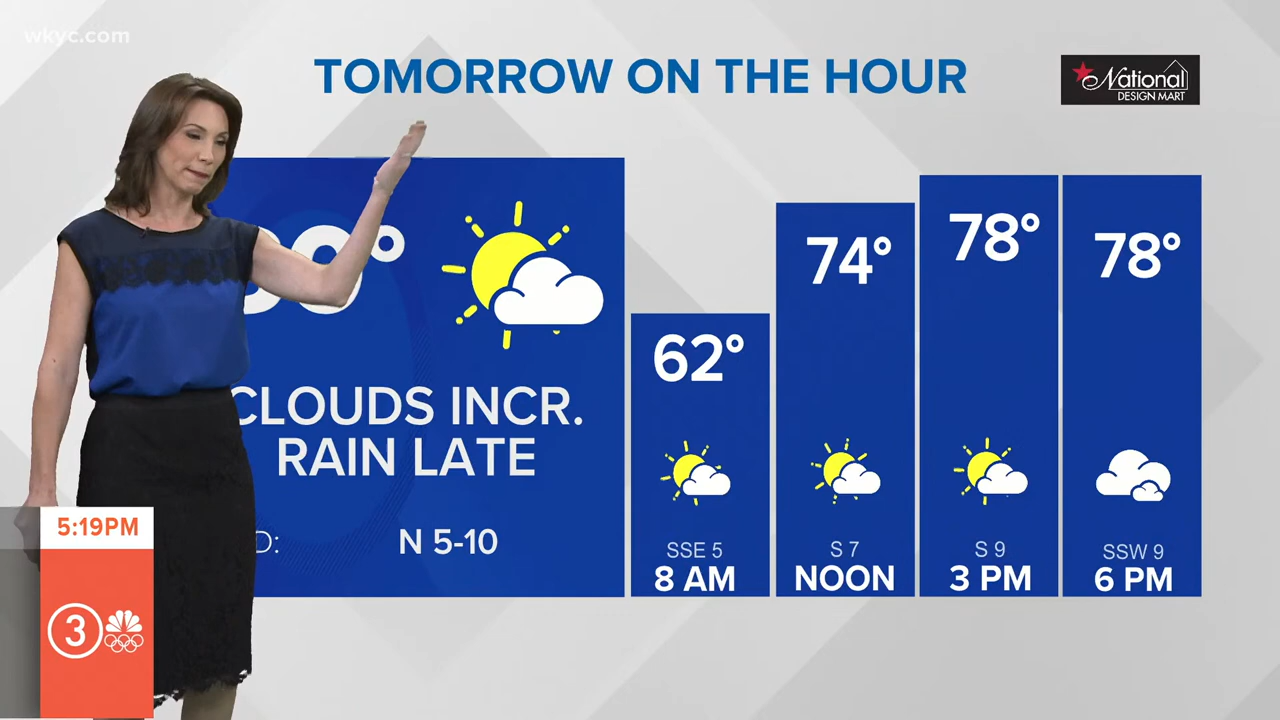 wkyc.com
TOMORROW ON THE HOUR
National
DESIGN MART
CLOUDS INCR.
RAIN LATE
N 5-10
62°
SSE 5
8 AM
74°
S 7
NOON
78°
S 9
3 PM
78°
SSW 9
6 PM
5:19PM
3